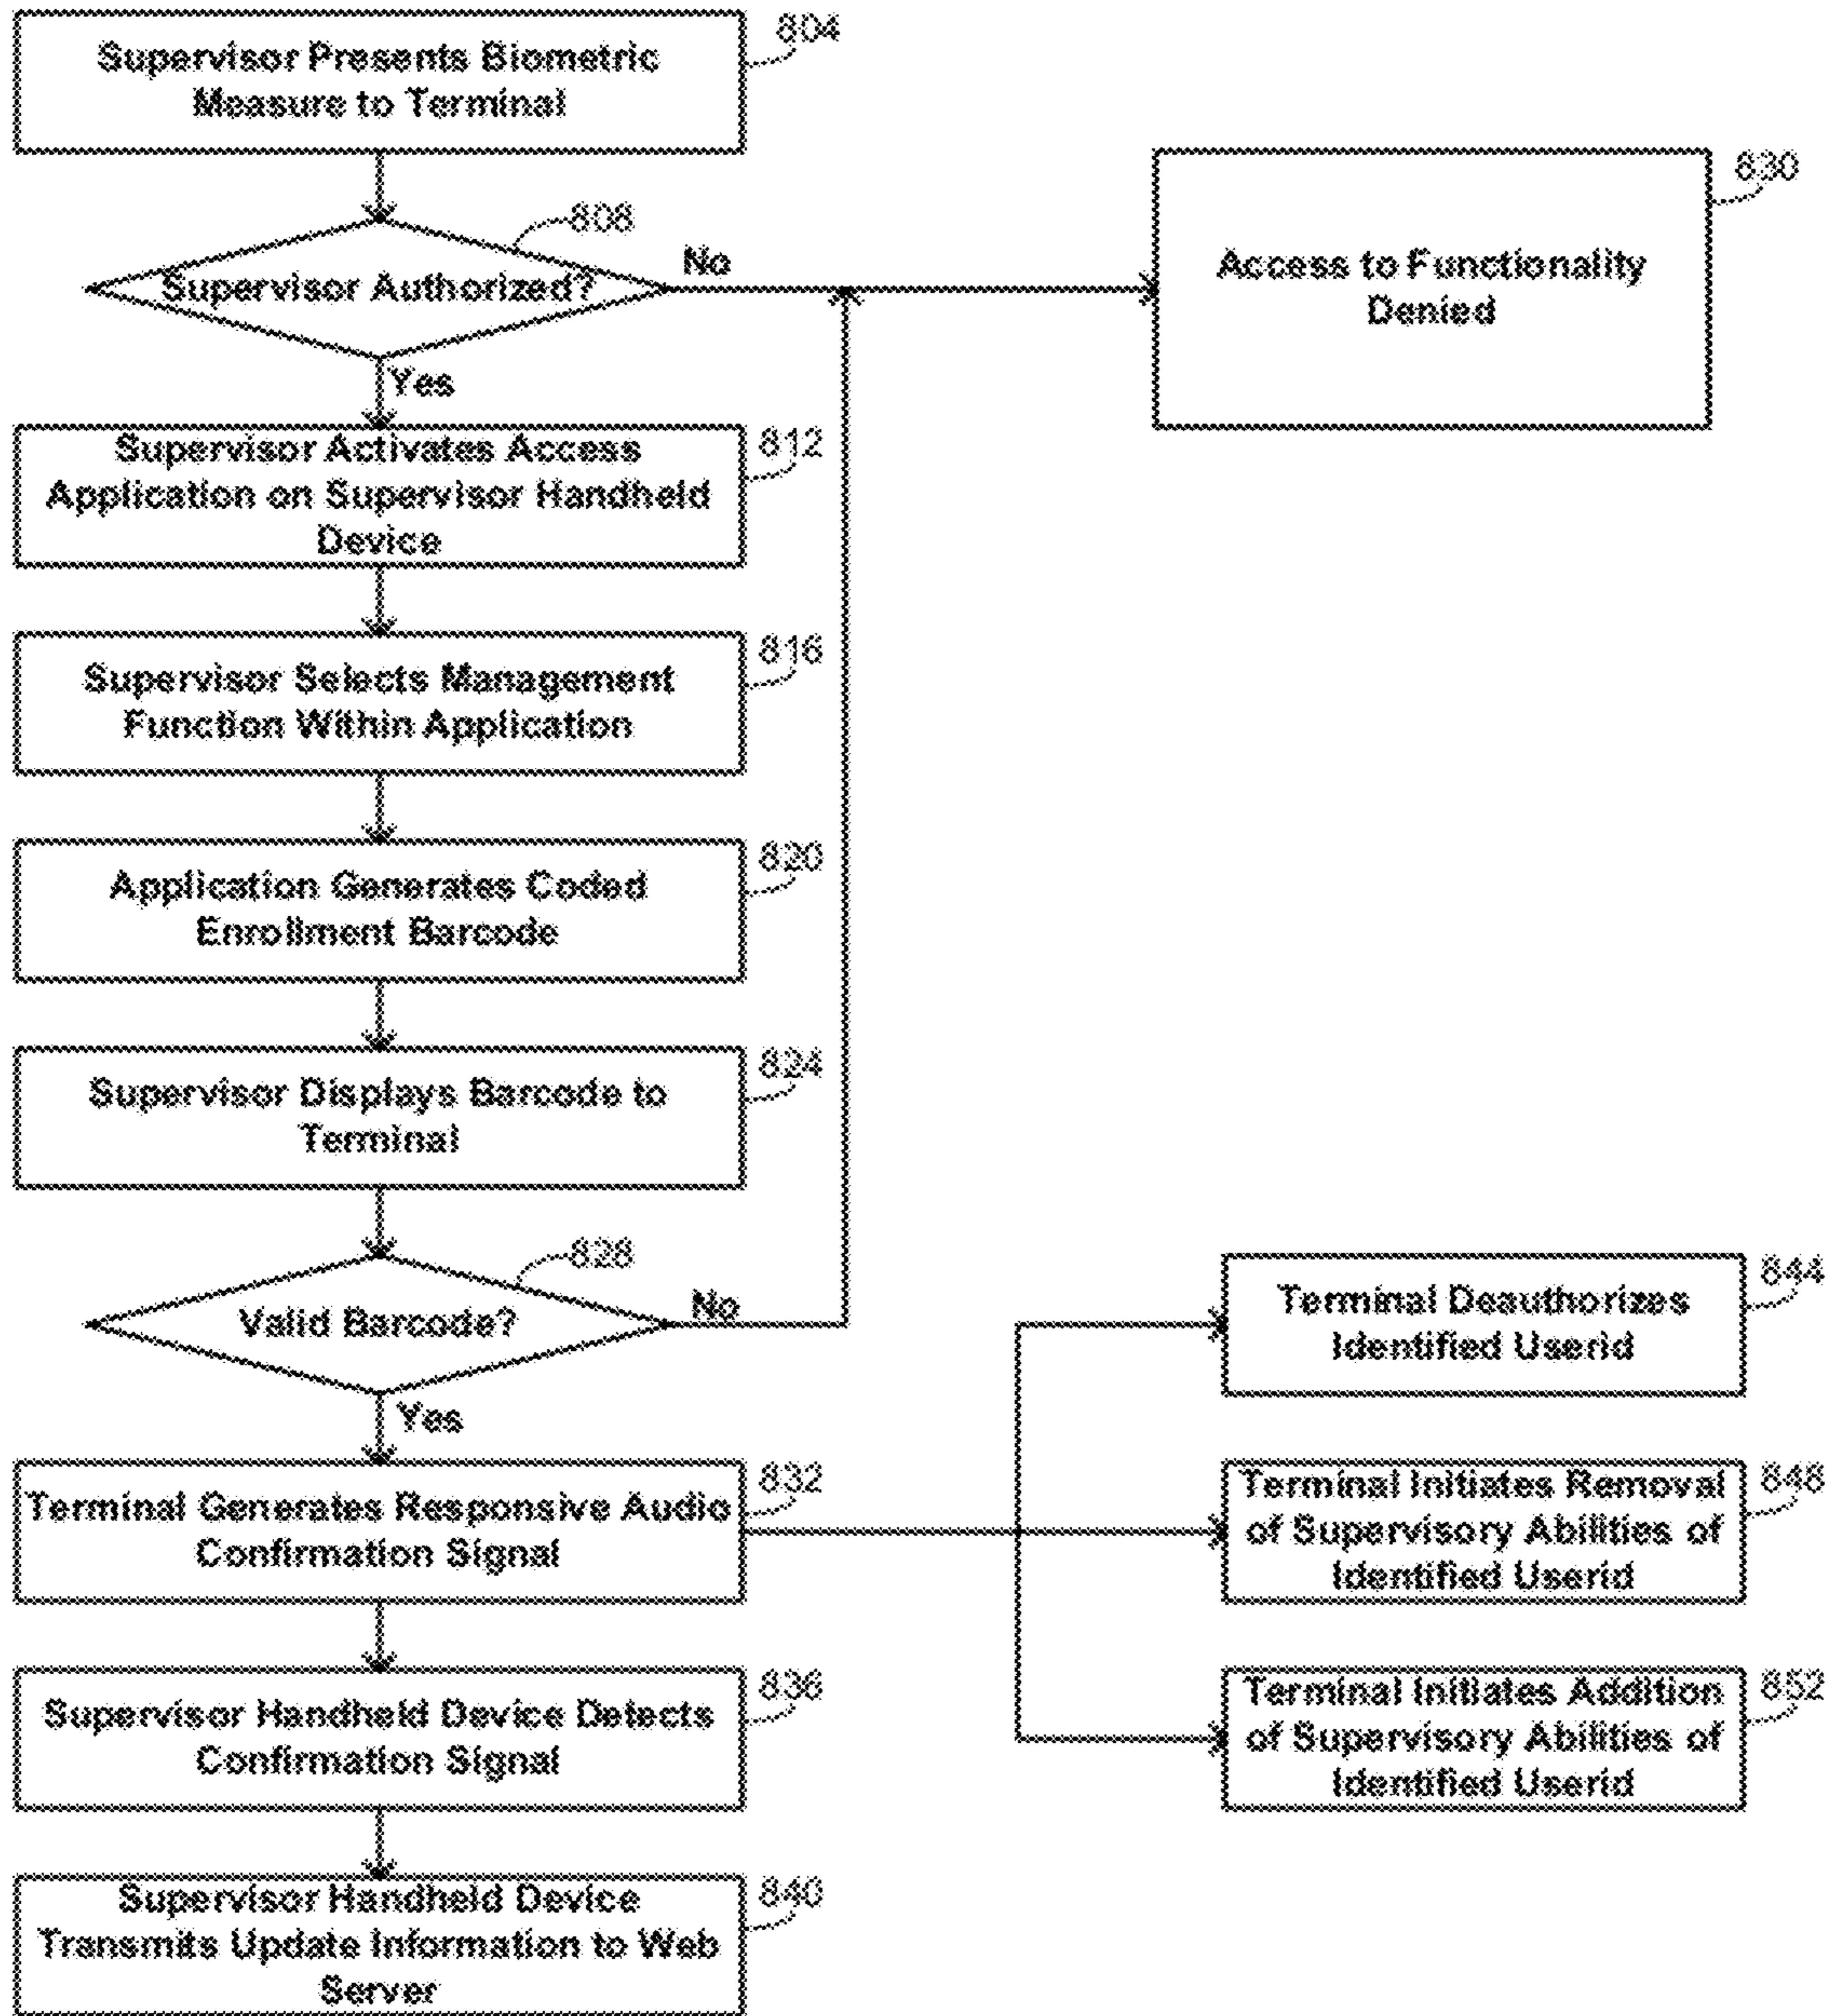 Supervisor Presents Biometric
Measure to Terminal
804
Supervisor Authorized?
808
No
Yes
Access to Functionality
Denied
830
Supervisor Activates Access
Application on Supervisor Handheld
Device
812
Supervisor Selects Management
Function Within Application
816
Application Generates Coded
Enrollment Barcode
820
Supervisor Displays Barcode to
Terminal
824
Valid Barcode?
828
No
Yes
Terminal Generates Responsive Audio
Confirmation Signal
832
Supervisor Handheld Device Detects
Confirmation Signal
836
Supervisor Handheld Device
Transmits Update Information to Web
Server
840
Terminal Deauthorizes
Identified Userid
844
Terminal Initiates Removal
of Supervisory Abilities of
Identified Userid
848
Terminal Initiates Addition
of Supervisory Abilities of
Identified Userid
852